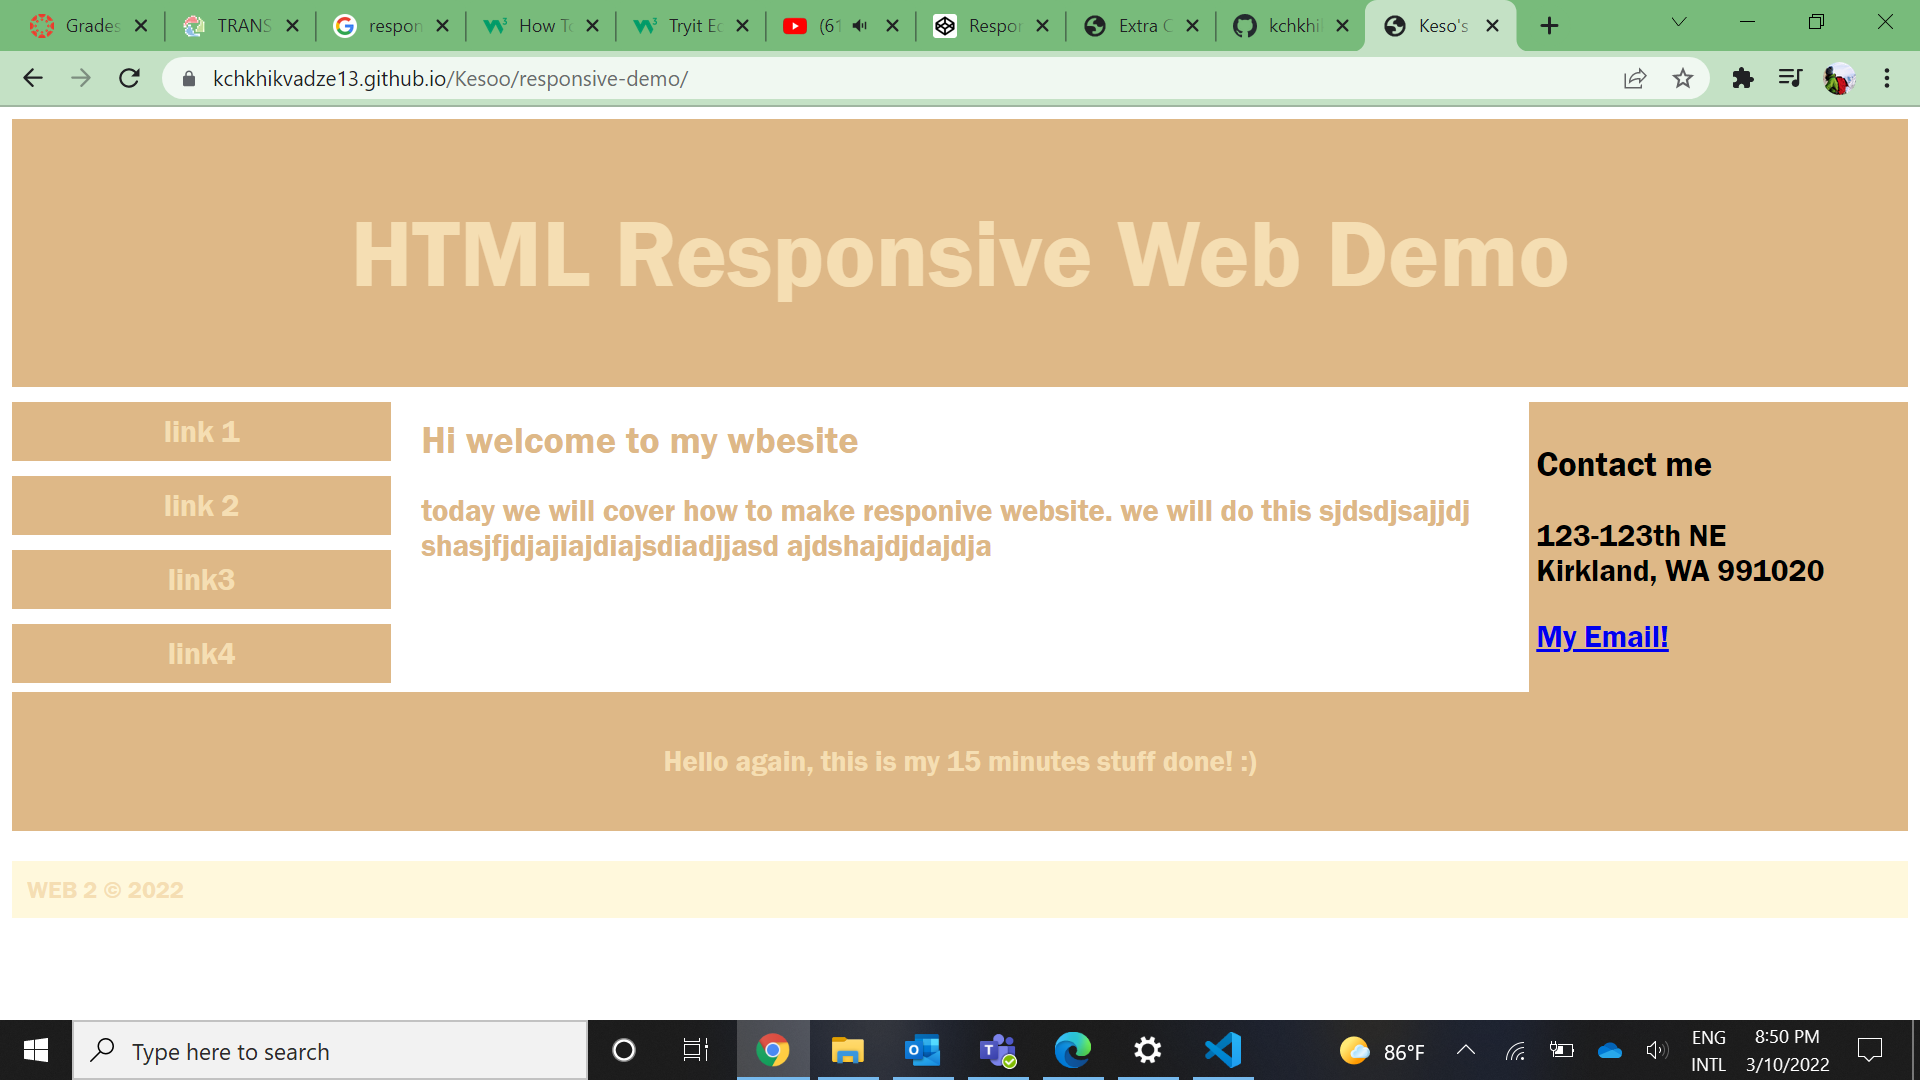 Grades
TRANS
respon
How To
Tryit Ec
(61
Respor
Extra C
kchkhi
Keso's
kchkhikvadze13.github.io/Kesoo/responsive-demo/
HTML Responsive Web Demo
link 1
link 2
link3
link4
Hi welcome to my wbesite
today we will cover how to make responive website. we will do this sjdsdjsajjdj
shasjfjdjajiajdiajsdiadjjasd ajdshajdjdajdja
Contact me
123-123th NE
Kirkland, WA 991020
My Email!
Hello again, this is my 15 minutes stuff done! :)
WEB 2 © 2022
Type here to search
86°F
ENG
INTL
8:50 PM
3/10/2022